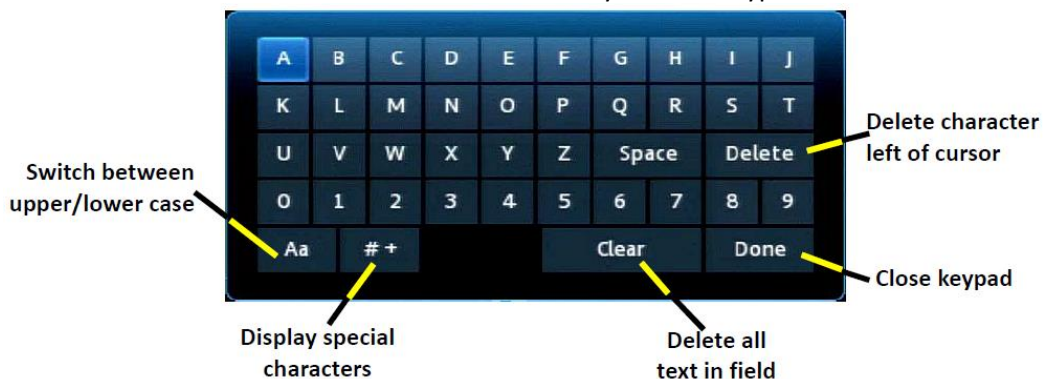 A B C D E F G H I J
K L M N O P Q R S T
Delete character
left of cursor
U V W X Y Z Space Delete
Switch between
upper/lower case
0 1 2 3 4 5 6 7 8 9
Aa #+ Clear Done
Close keypad
Display special
characters
Delete all
text in field